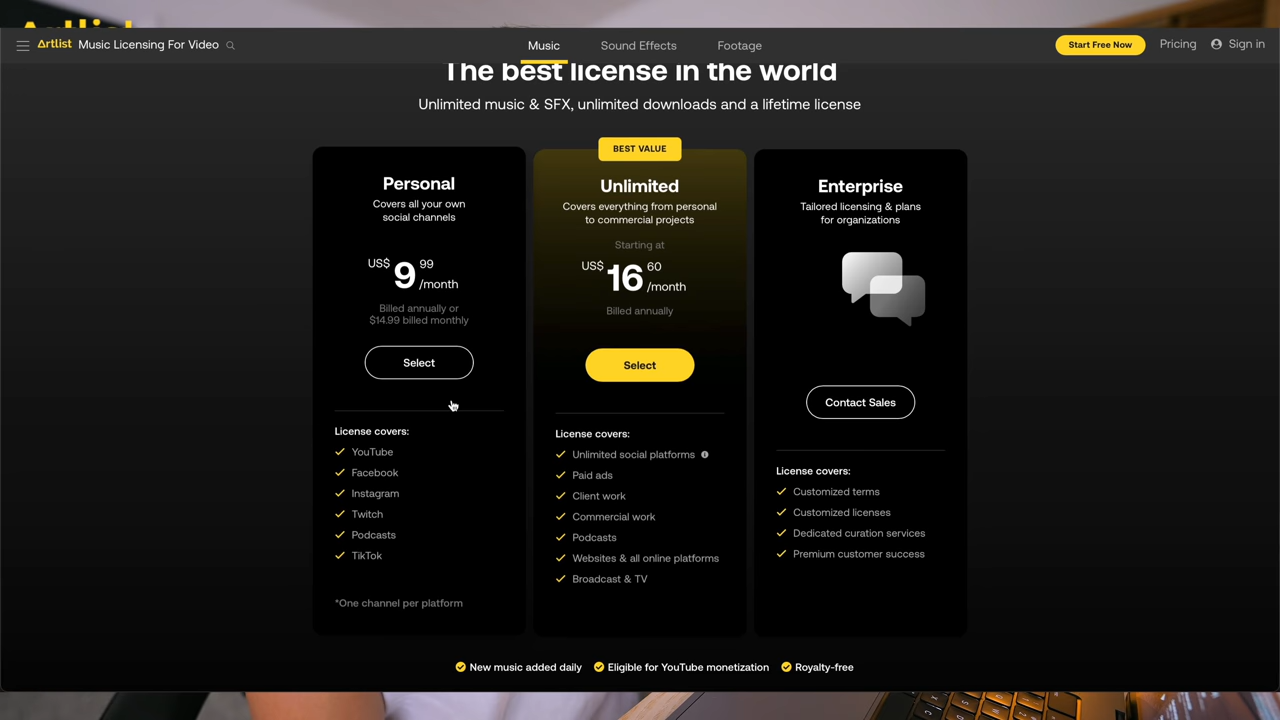 Artlist
Artlist Music Licensing For Video
Music
Sound Effects
Footage
Start Free Now
Pricing
Sign in
The best license in the world
Unlimited music & SFX, unlimited downloads and a lifetime license
BEST VALUE
Personal
Covers all your own
social channels
US$ 9 99
/month
Billed annually or
$14.99 billed monthly
Select
License covers:
YouTube
Facebook
Instagram
Twitch
Podcasts
TikTok
*One channel per platform
Unlimited
Covers everything from personal
to commercial projects
Starting at
US$ 16 60
/month
Billed annually
Select
License covers:
Unlimited social platforms
Paid ads
Client work
Commercial work
Podcasts
Websites & all online platforms
Broadcast & TV
Enterprise
Tailored licensing & plans
for organizations
Contact Sales
License covers:
Customized terms
Customized licenses
Dedicated curation services
Premium customer success
New music added daily
Eligible for YouTube monetization
Royalty-free